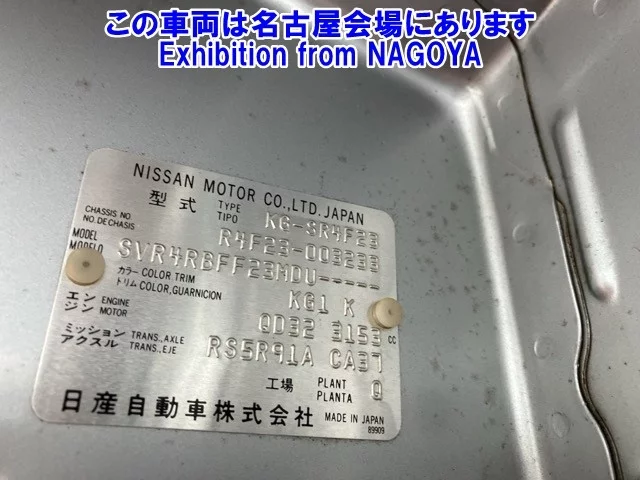 この車両は名古屋会場にあります
Exhibition from NAGOYA
NISSAN MOTOR CO.,LTD. JAPAN
型式 TYPE TIPO KG-SR4F23
CHASSIS NO. NO.DE CHASIS R4F23-003233
MODEL MODELO SVR4RBFF23MDU-----
カラー COLOR, TRIM
トリム COLOR, GUARNICION KG1 K
エンジン ENGINE MOTOR QD32 3153 cc
ミッション TRANS., AXLE
アクスル TRANS., EJE RS5R91A CA37
工場 PLANT PLANTA Q
日産自動車株式会社 MADE IN JAPAN
89909